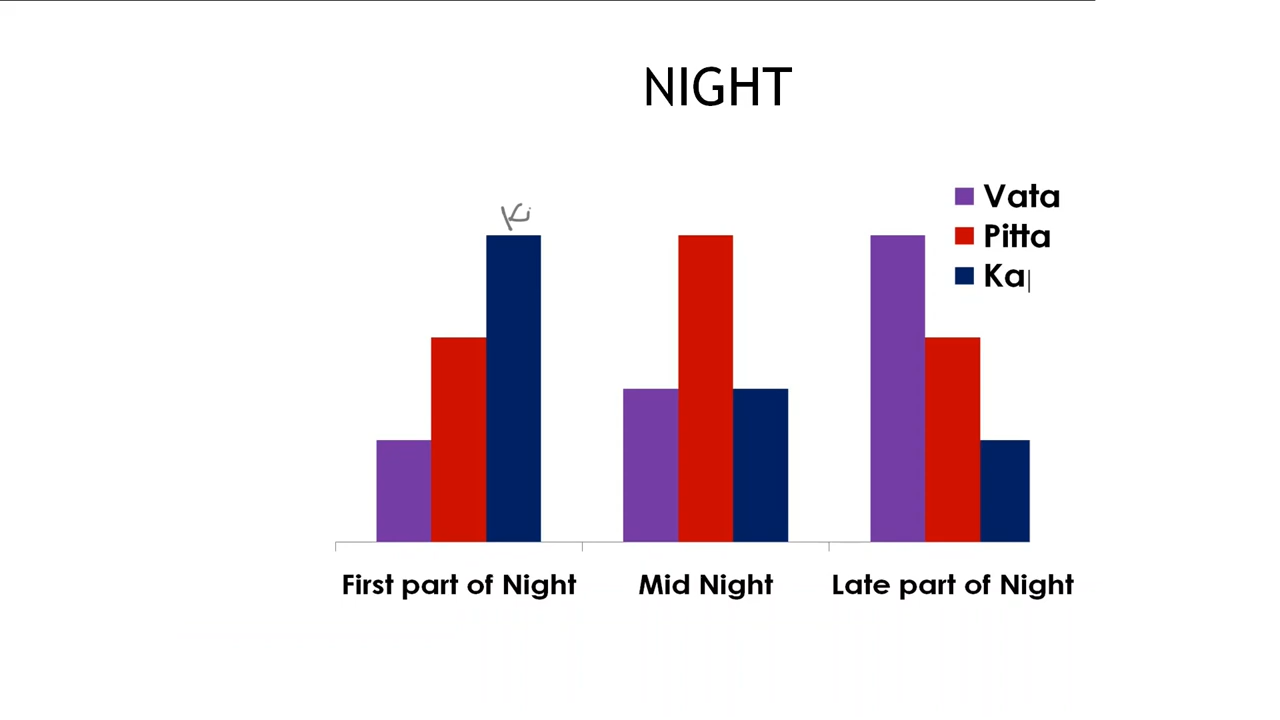 NIGHT
Vata
Pitta
Ka
First part of Night
Mid Night
Late part of Night